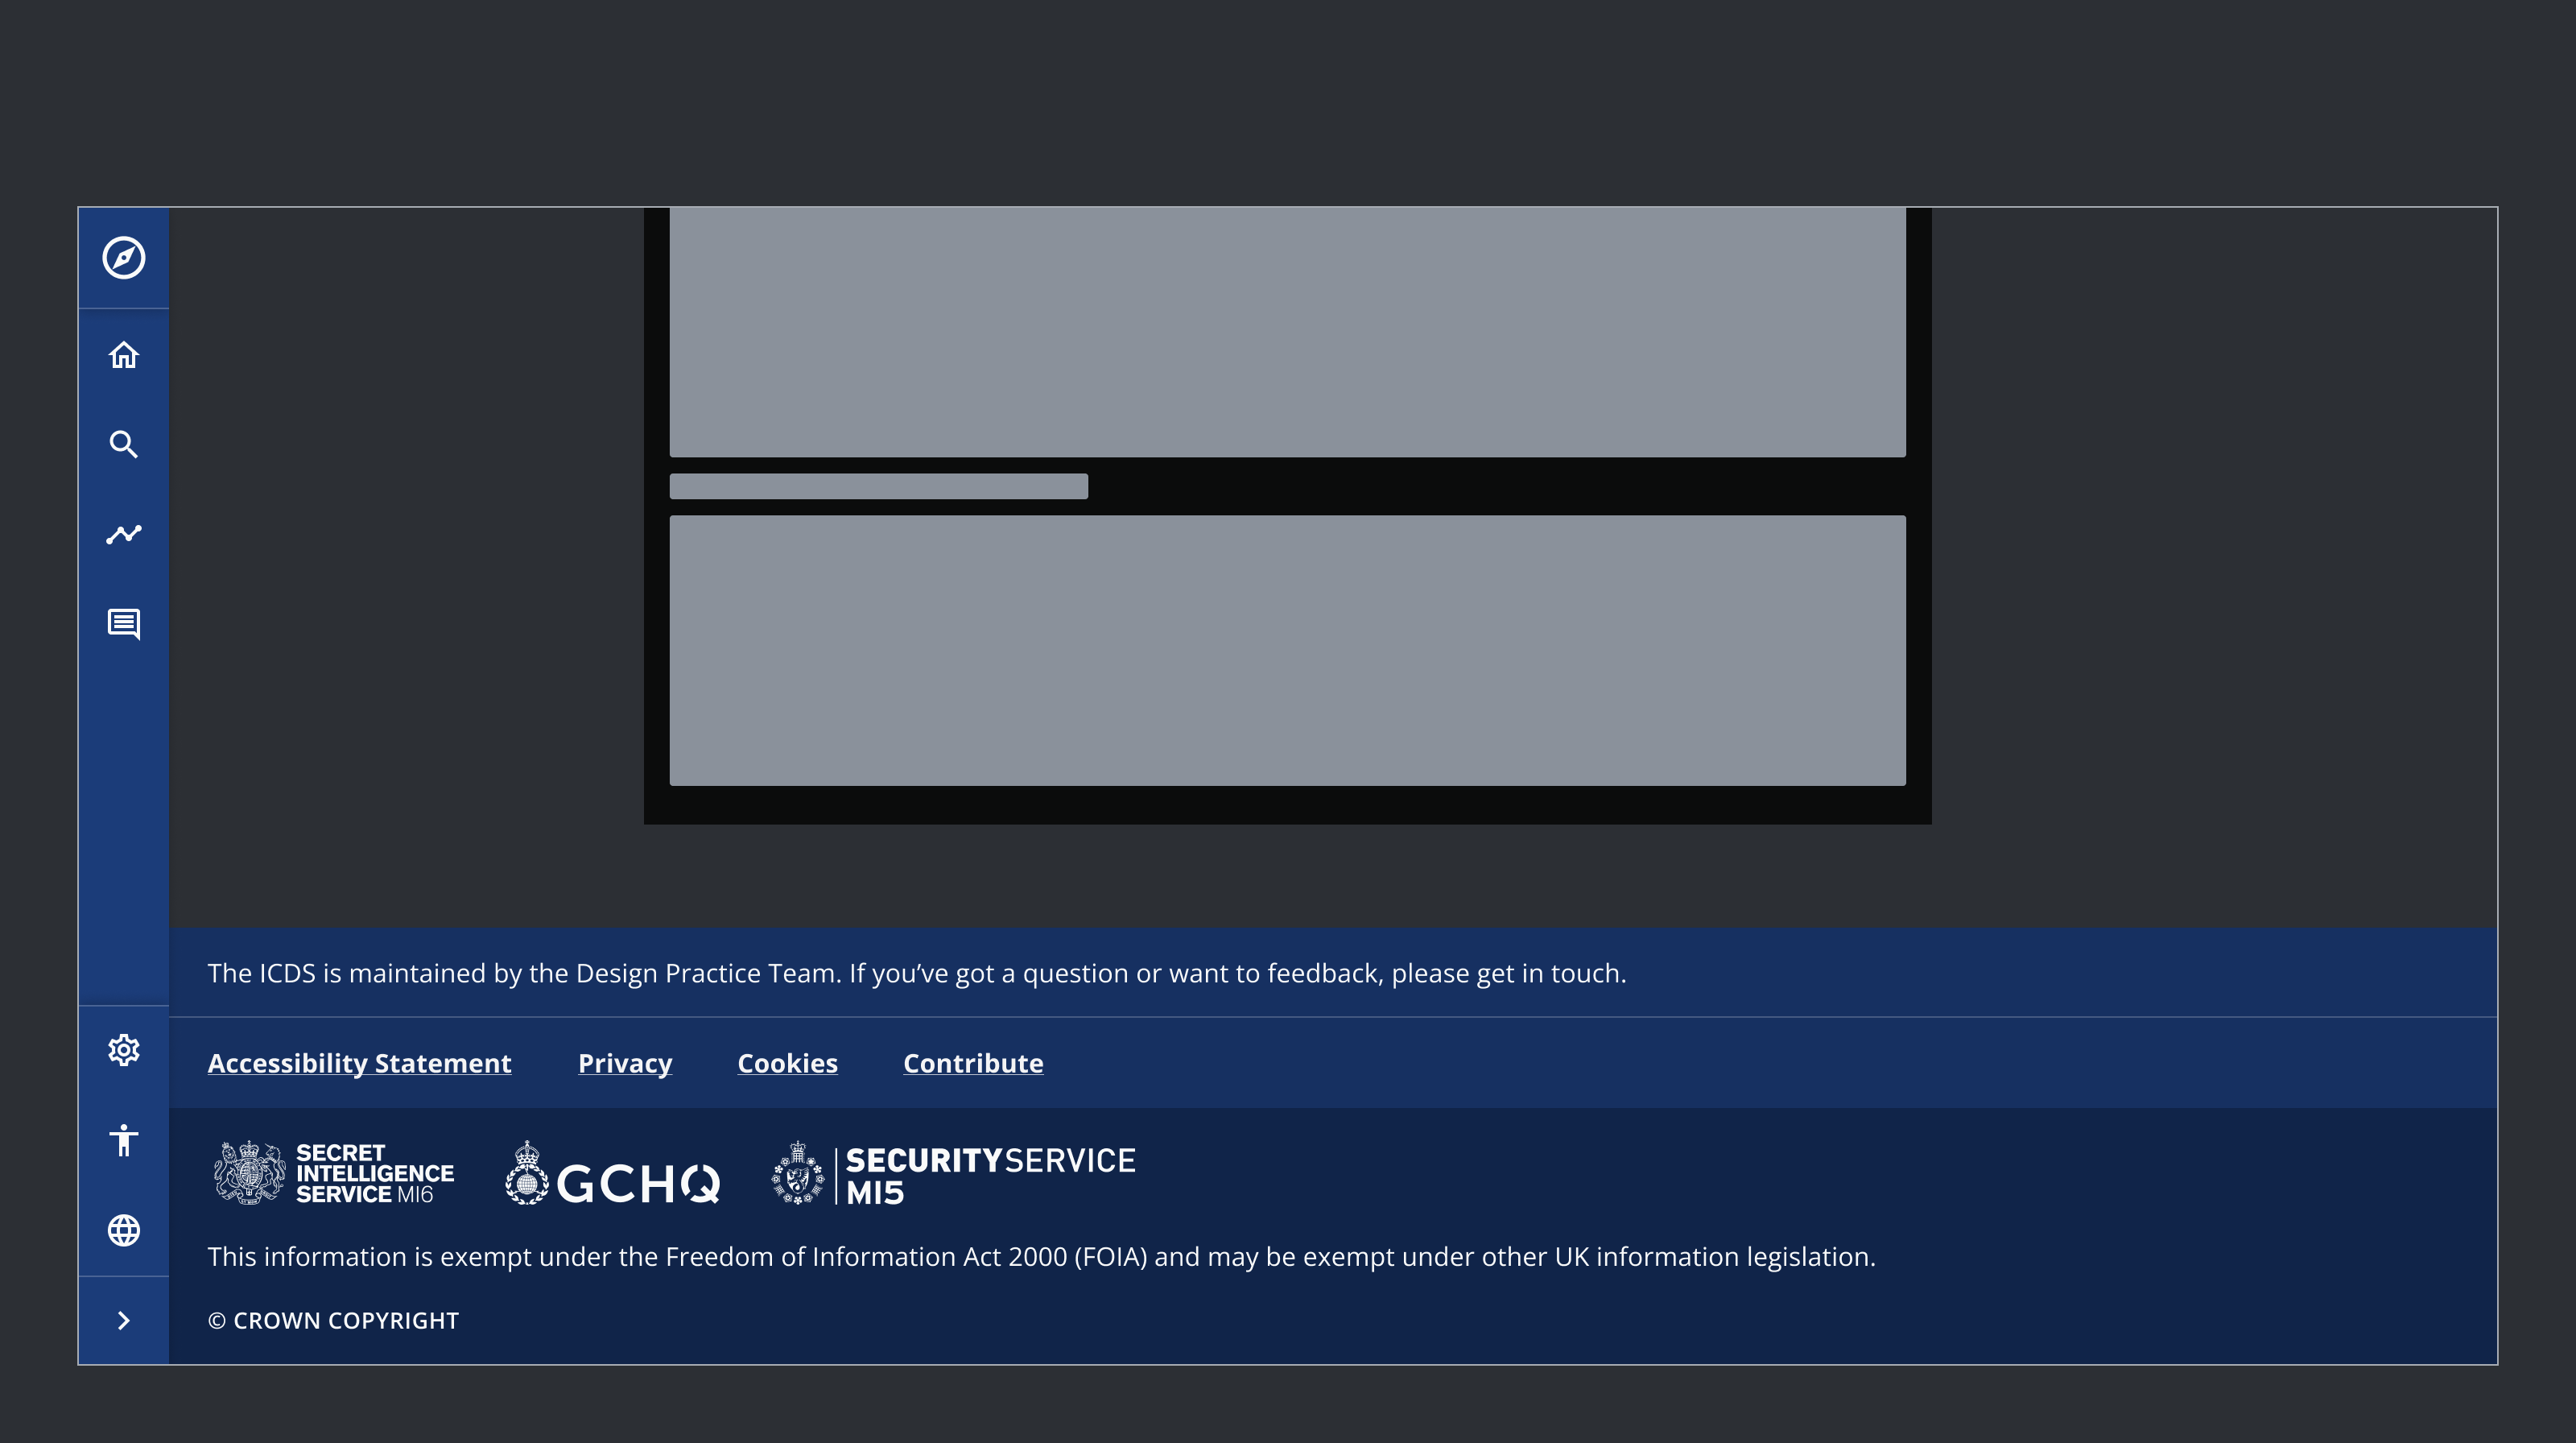 The ICDS is maintained by the Design Practice Team. If you’ve got a question or want to feedback, please get in touch.
Accessibility Statement Privacy Cookies Contribute
SECRET
INTELLIGENCE
SERVICE MI6
GCHQ
SECURITYSERVICE
MI5
This information is exempt under the Freedom of Information Act 2000 (FOIA) and may be exempt under other UK information legislation.
© CROWN COPYRIGHT